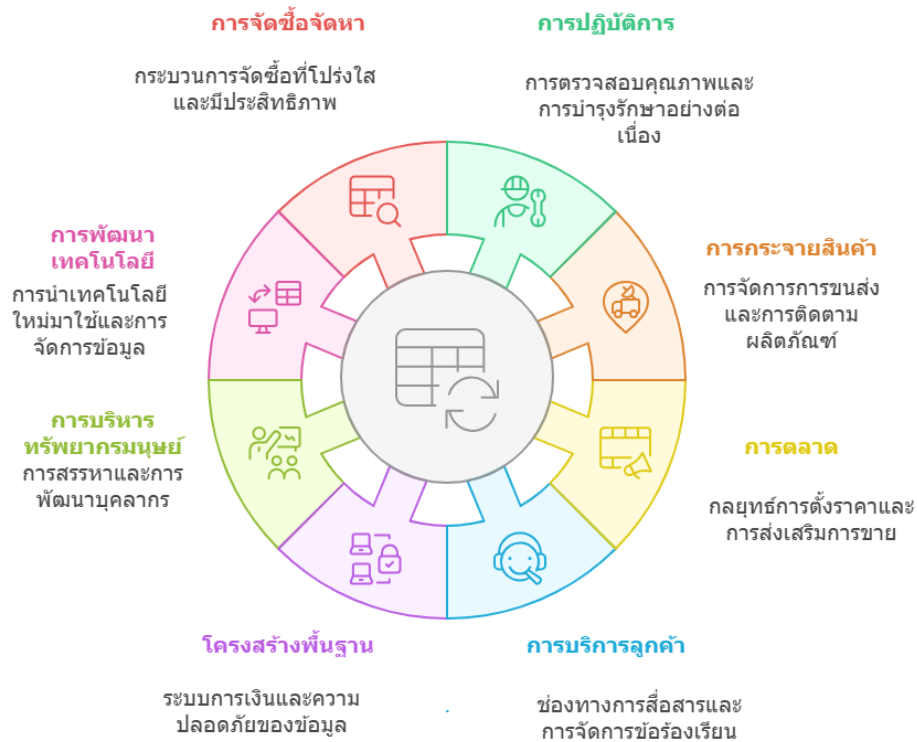 การจัดซื้อจัดหา
กระบวนการจัดซื้อที่โปร่งใส
และมีประสิทธิภาพ
การปฏิบัติการ
การตรวจสอบคุณภาพและ
การบำรุงรักษาอย่างต่อ
เนื่อง
การพัฒนา
เทคโนโลยี
การนำเทคโนโลยี
ใหม่มาใช้และการ
จัดการข้อมูล
การกระจายสินค้า
การจัดการการขนส่ง
และการติดตาม
ผลิตภัณฑ์
การบริหาร
ทรัพยากรมนุษย์
การสรรหาและการ
พัฒนาบุคลากร
การตลาด
กลยุทธ์การตั้งราคาและ
การส่งเสริมการขาย
โครงสร้างพื้นฐาน
ระบบการเงินและความ
ปลอดภัยของข้อมูล
การบริการลูกค้า
ช่องทางการสื่อสารและ
การจัดการข้อร้องเรียน